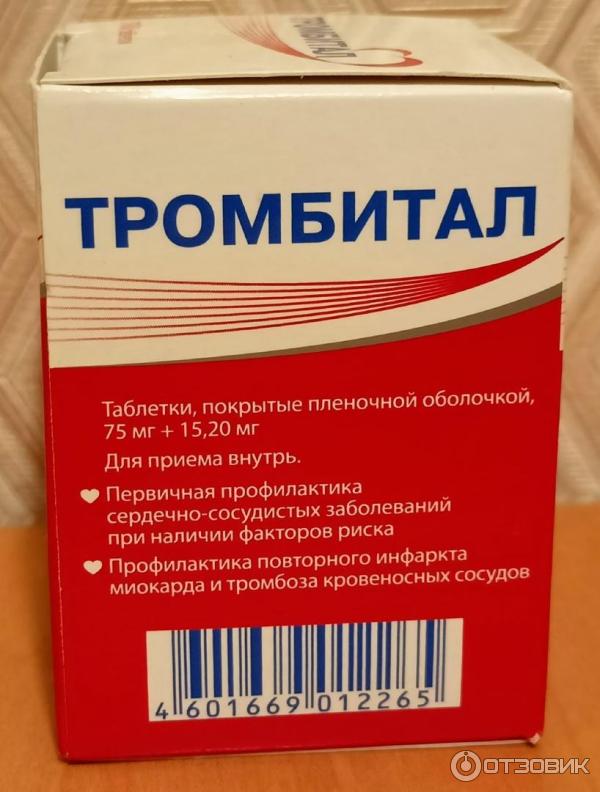 ТРОМБИТАЛ
ТРОМБИТАЛ
Таблетки, покрытые пленочной оболочкой,
75 мг + 15,20 мг
Для приема внутрь.
Первичная профилактика
сердечно-сосудистых заболеваний
при наличии факторов риска
Профилактика повторного инфаркта
миокарда и тромбоза кровеносных сосудов
4 601669 012265
ОТЗОВИК